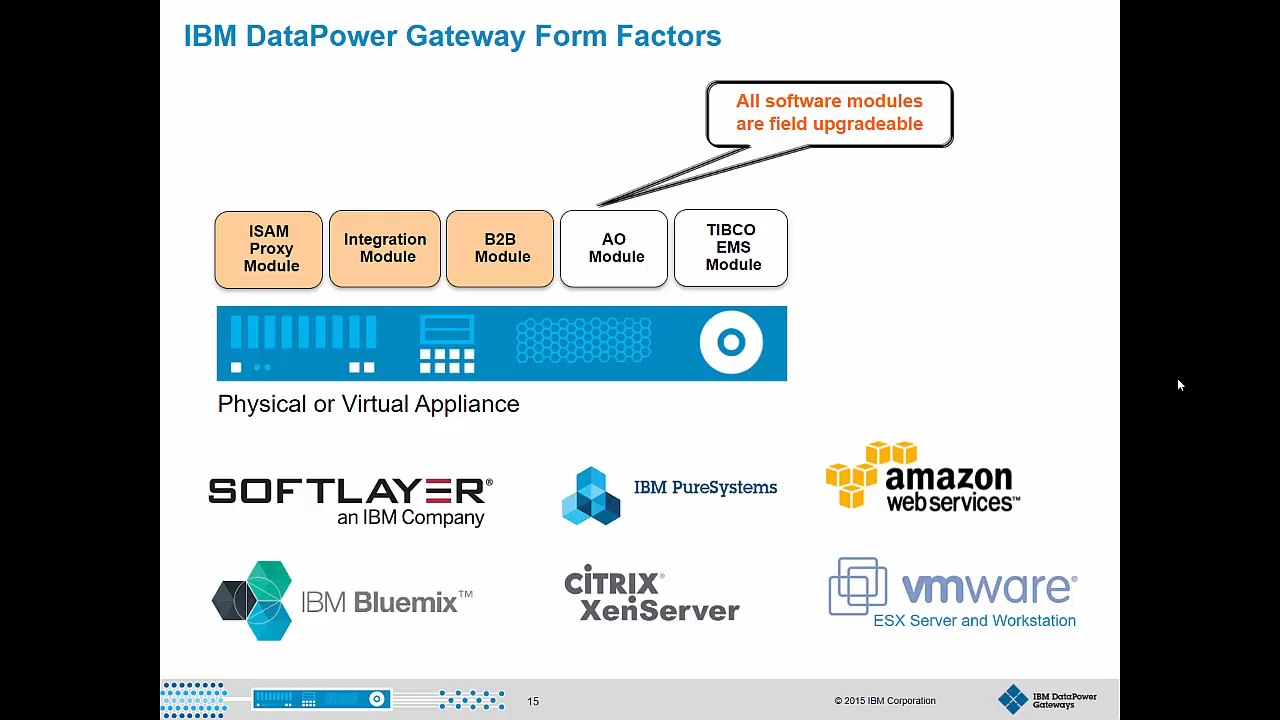 IBM DataPower Gateway Form Factors
All software modules
are field upgradeable
ISAM
Proxy
Module
Integration
Module
B2B
Module
AO
Module
TIBCO
EMS
Module
Physical or Virtual Appliance
SOFTLAYER®
an IBM Company
IBM PureSystems
amazon
web services™
IBM Bluemix™
CITRIX®
XenServer
vmware®
ESX Server and Workstation
15
© 2015 IBM Corporation
IBM DataPower
Gateways